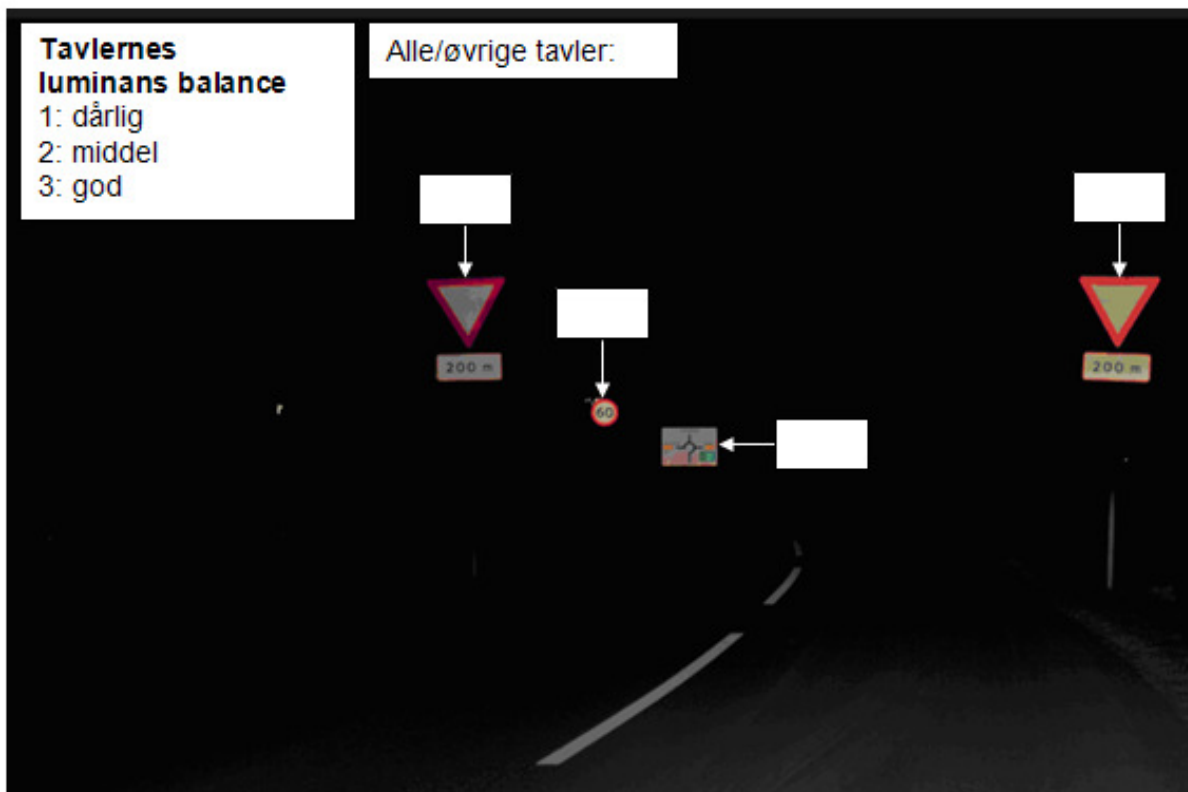 Tavlernes
luminans balance
1: dårlig
2: middel
3: god
Alle/øvrige tavler:
200 m
200 m
60